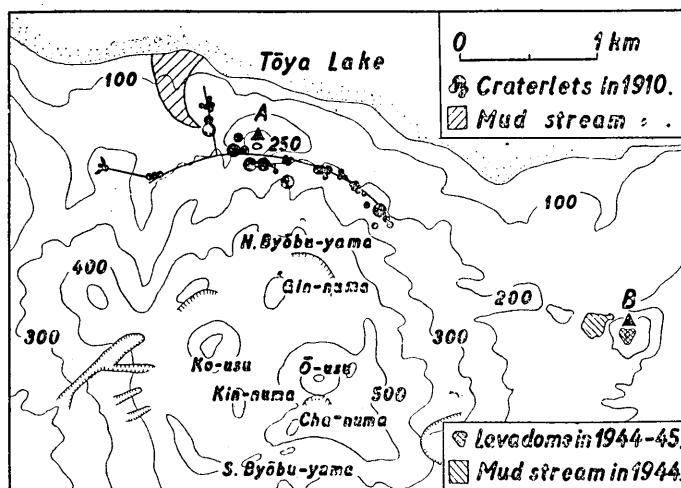 Tōya Lake
0 1 km
Craterlets in 1910.
Mud stream
100
A
250
100
N. Byōbu-yama
400
Gin-numa
200
B
300
300
Ko-usu
Ō-usu
Kin-numa
500
Cha-numa
S. Byōbu-yama
Lavadome in 1944-45.
Mud stream in 1944.